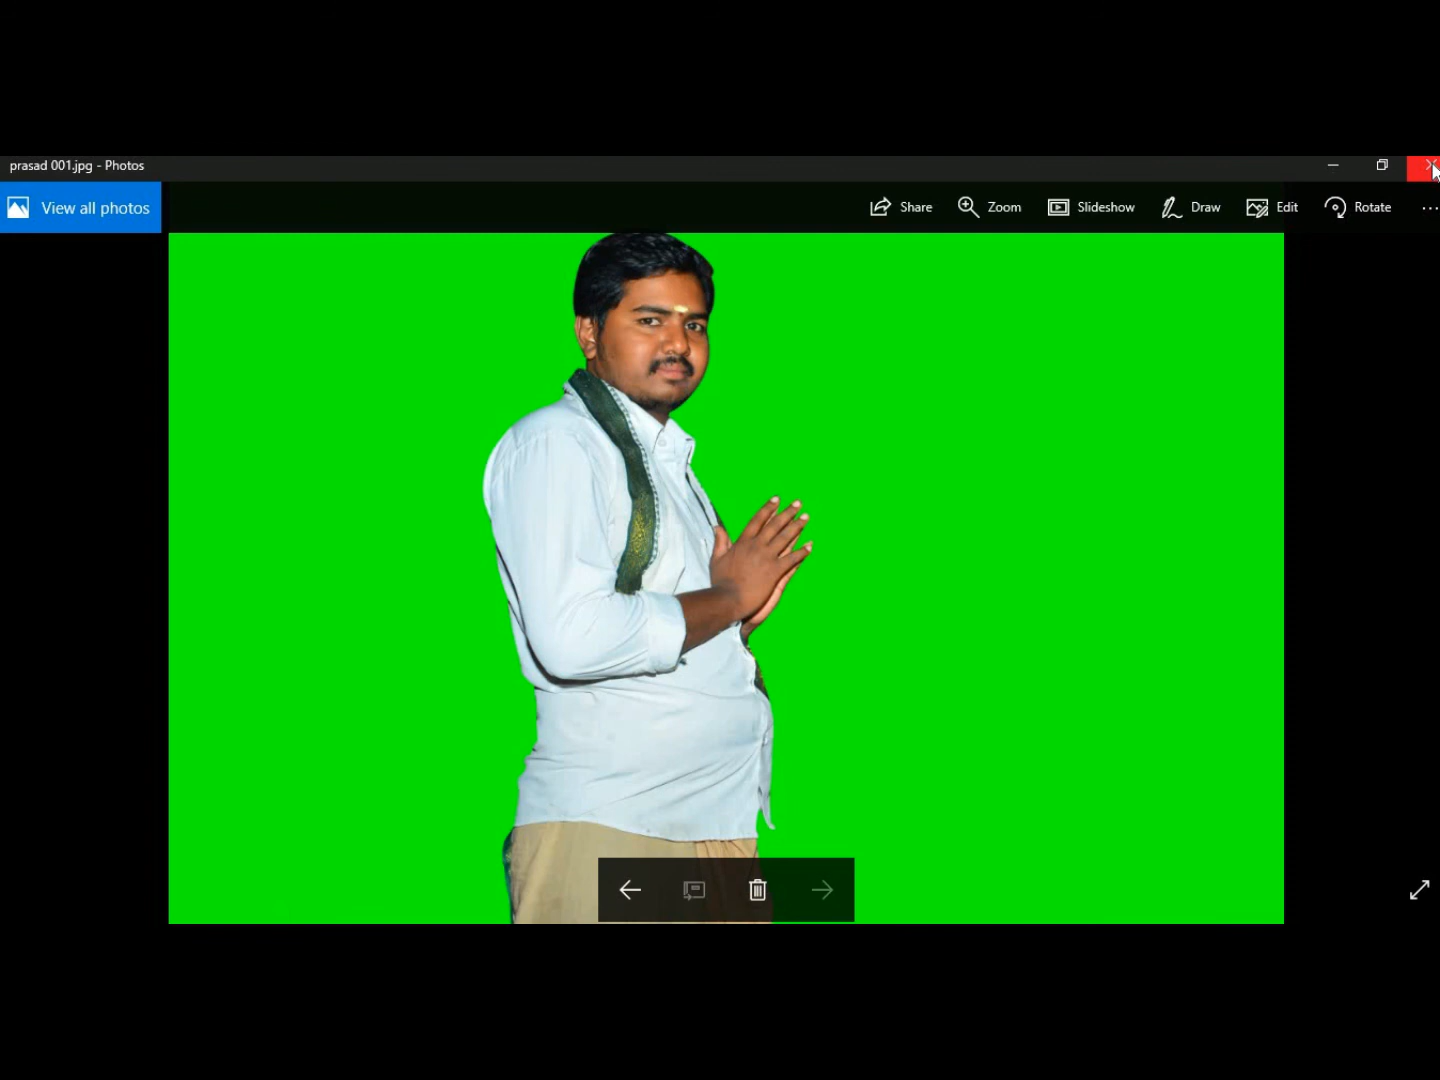 prasad 001.jpg - Photos
View all photos
Share
Zoom
Slideshow
Draw
Edit
Rotate